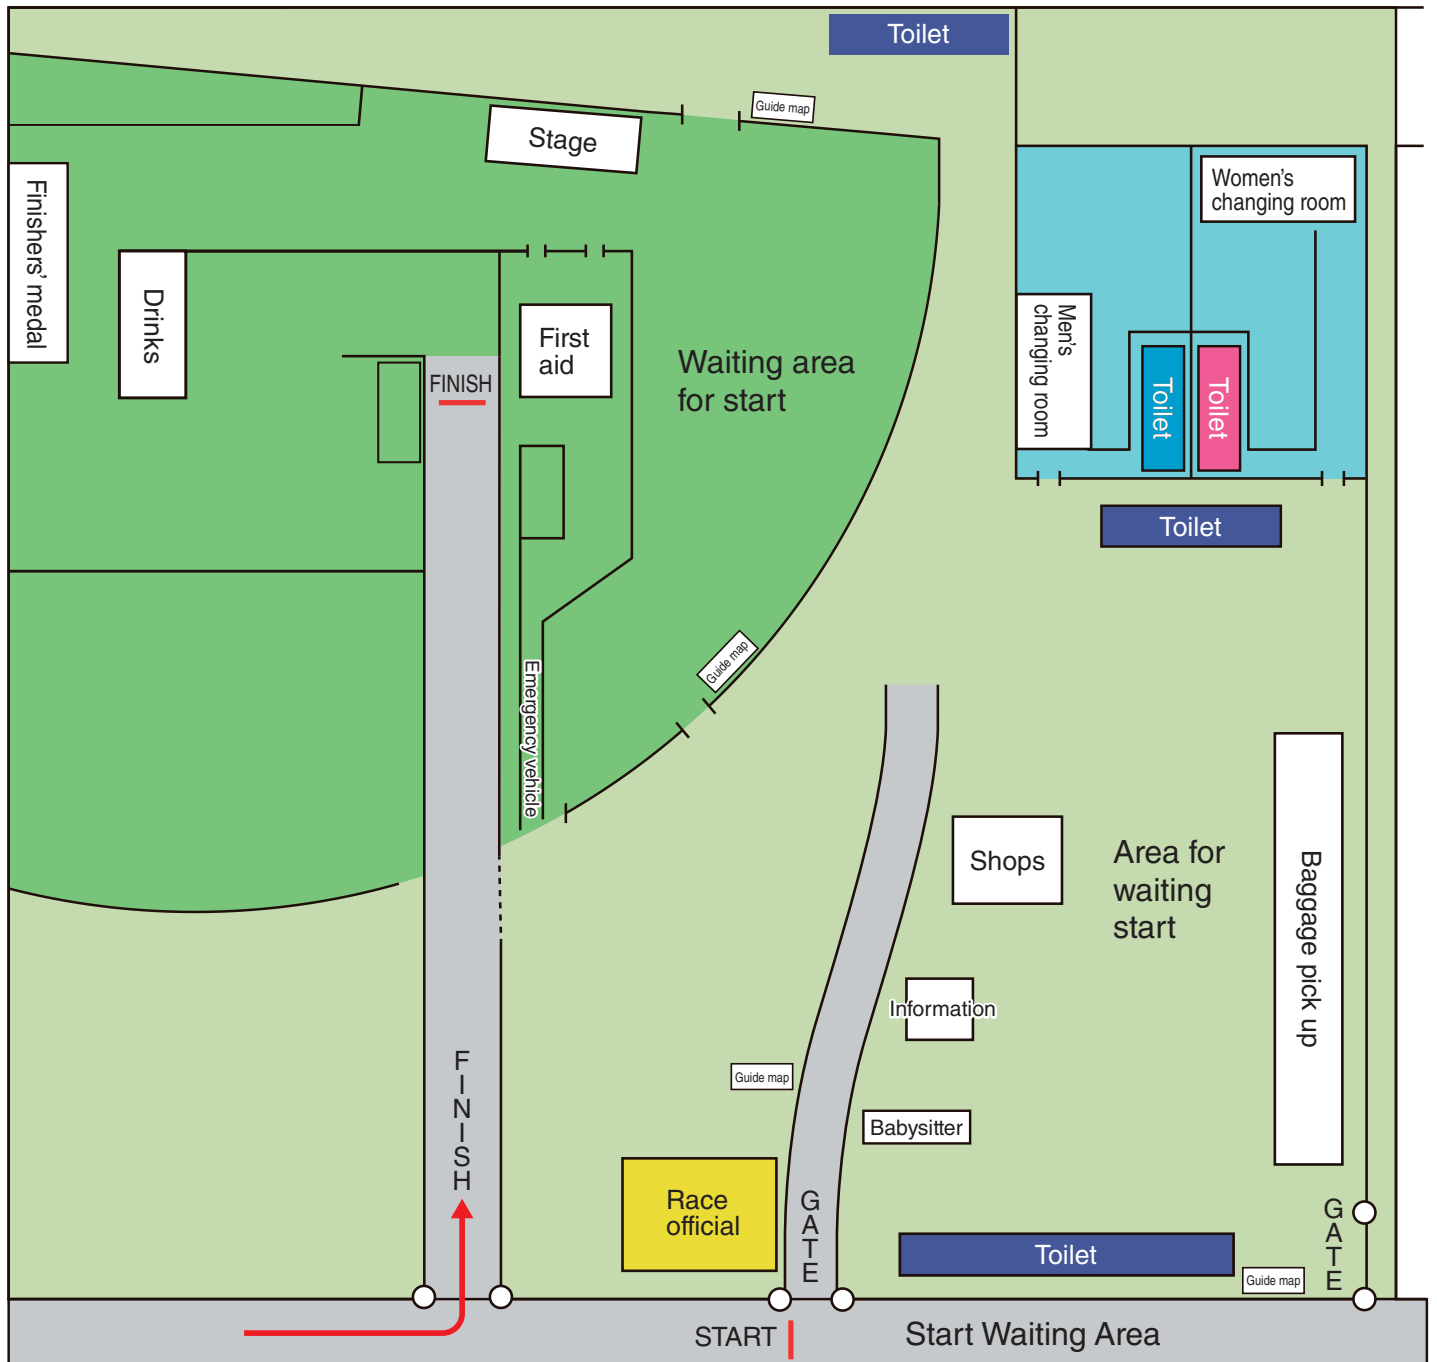 Toilet
Guide map
Stage
Women's
changing room
Finishers' medal
Drinks
First
aid
Men's
changing room
Waiting area
for start
FINISH
Toilet
Toilet
Toilet
Guide map
Emergency vehicle
Shops
Area for
waiting
start
Baggage pick up
Information
Guide map
FINISH
Babysitter
Race
official
GATE
GATE
Toilet
Guide map
START
Start Waiting Area